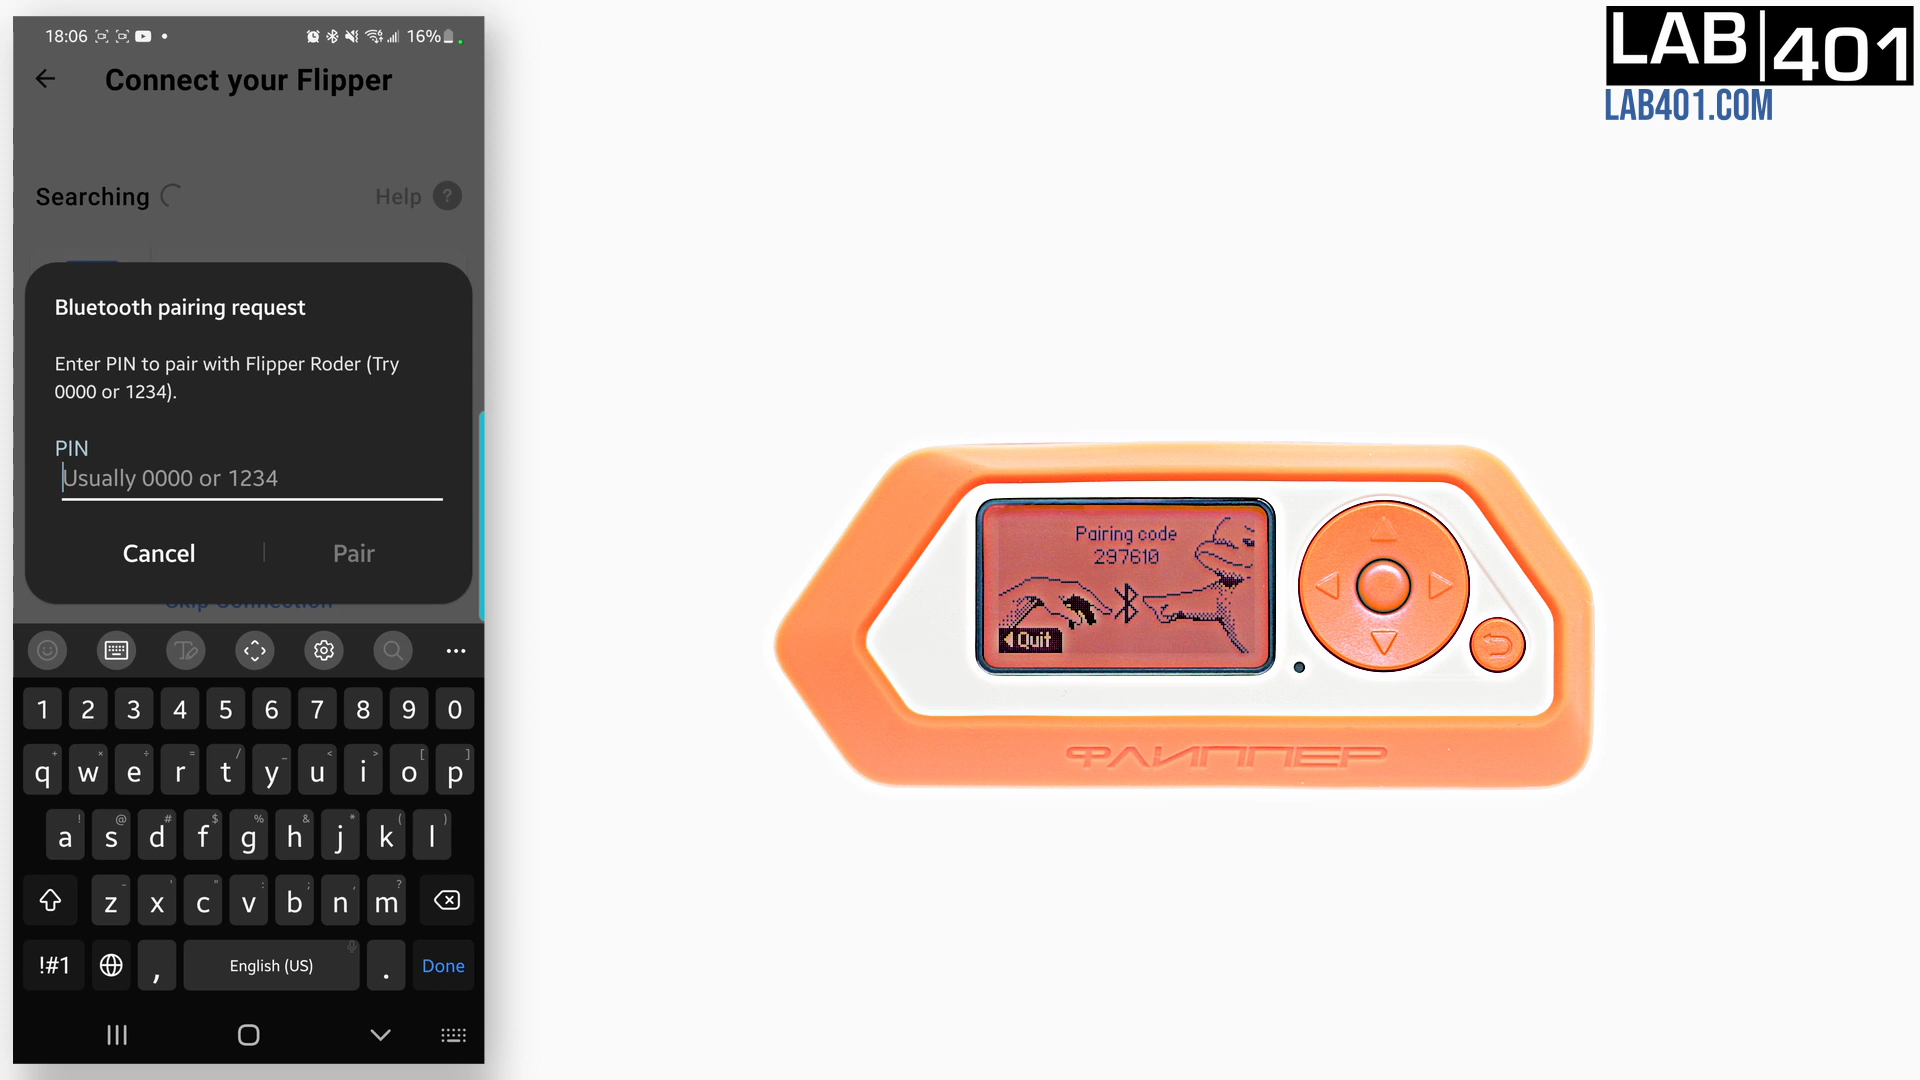 18:06
16%
Connect your Flipper
Searching
Help ?
Bluetooth pairing request
Enter PIN to pair with Flipper Roder (Try
0000 or 1234).
PIN
Usually 0000 or 1234
Cancel
Pair
Skip Connection
1 2 3 4 5 6 7 8 9 0
+ × ÷ = / _ < > [ ]
q w e r t y u i o p
! @ # $ % & * ( )
a s d f g h j k l
- ' " : ; , ?
z x c v b n m
!#1 , English (US) . Done
LAB|401
LAB401.COM
Pairing code
297610
Quit
ФЛИППЕР